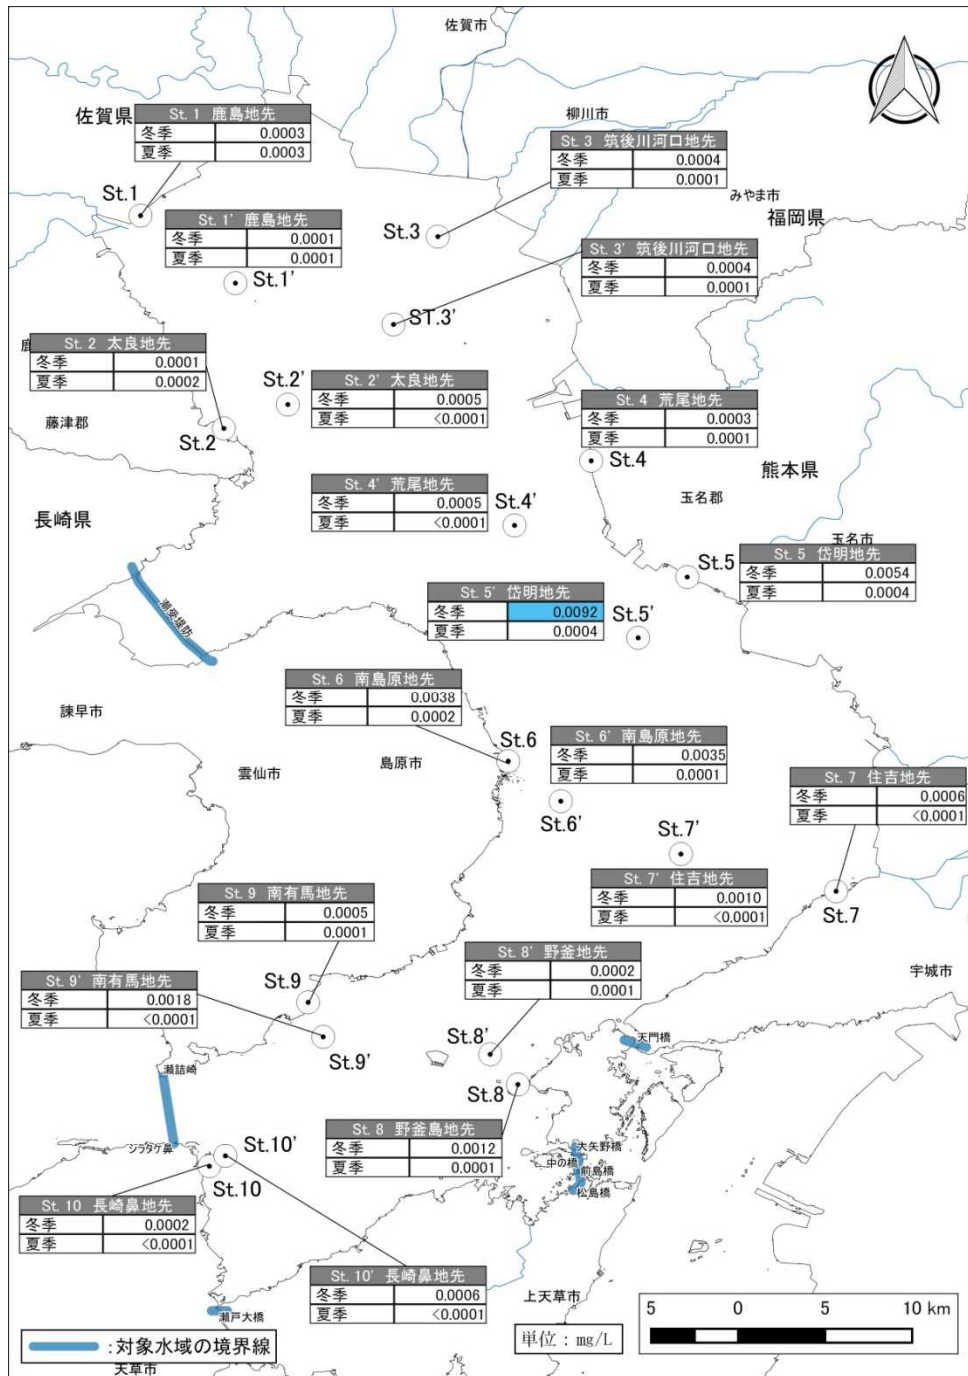 佐賀市
佐賀県
St. 1 鹿島地先
冬季 0.0003
夏季 0.0003
柳川市
St. 3 筑後川河口地先
冬季 0.0004
夏季 0.0001
みやま市
福岡県
St.1
St. 1' 鹿島地先
冬季 0.0001
夏季 0.0001
St.3
St. 3' 筑後川河口地先
冬季 0.0004
夏季 0.0001
St.1'
ST.3'
鹿
St. 2 太良地先
冬季 0.0001
夏季 0.0002
St.2'
St. 2' 太良地先
冬季 0.0005
夏季 <0.0001
St. 4 荒尾地先
冬季 0.0003
夏季 0.0001
藤津郡
St.2
St.4
熊本県
玉名郡
St. 4' 荒尾地先
冬季 0.0005
夏季 <0.0001
St.4'
長崎県
玉名市
St. 5 岱明地先
冬季 0.0054
夏季 0.0004
St.5
潮受堤防
St. 5' 岱明地先
冬季 0.0092
夏季 0.0004
St.5'
St. 6 南島原地先
冬季 0.0038
夏季 0.0002
諫早市
雲仙市
島原市
St.6
St. 6' 南島原地先
冬季 0.0035
夏季 0.0001
St.6'
St. 7 住吉地先
冬季 0.0006
夏季 <0.0001
St.7'
St. 7' 住吉地先
冬季 0.0010
夏季 <0.0001
St.7
St. 9 南有馬地先
冬季 0.0005
夏季 0.0001
St. 8' 野釜地先
冬季 0.0002
夏季 0.0001
宇城市
St. 9' 南有馬地先
冬季 0.0018
夏季 <0.0001
St.9
St.9'
St.8'
天門橋
瀬詰崎
St.8
St. 8 野釜島地先
冬季 0.0012
夏季 0.0001
大矢野橋
中の橋
前島橋
松島橋
シラタケ鼻
St.10'
St.10
St. 10 長崎鼻地先
冬季 0.0002
夏季 <0.0001
St. 10' 長崎鼻地先
冬季 0.0006
夏季 <0.0001
上天草市
瀬戸大橋
5 0 5 10 km
単位：mg/L
：対象水域の境界線
天草市